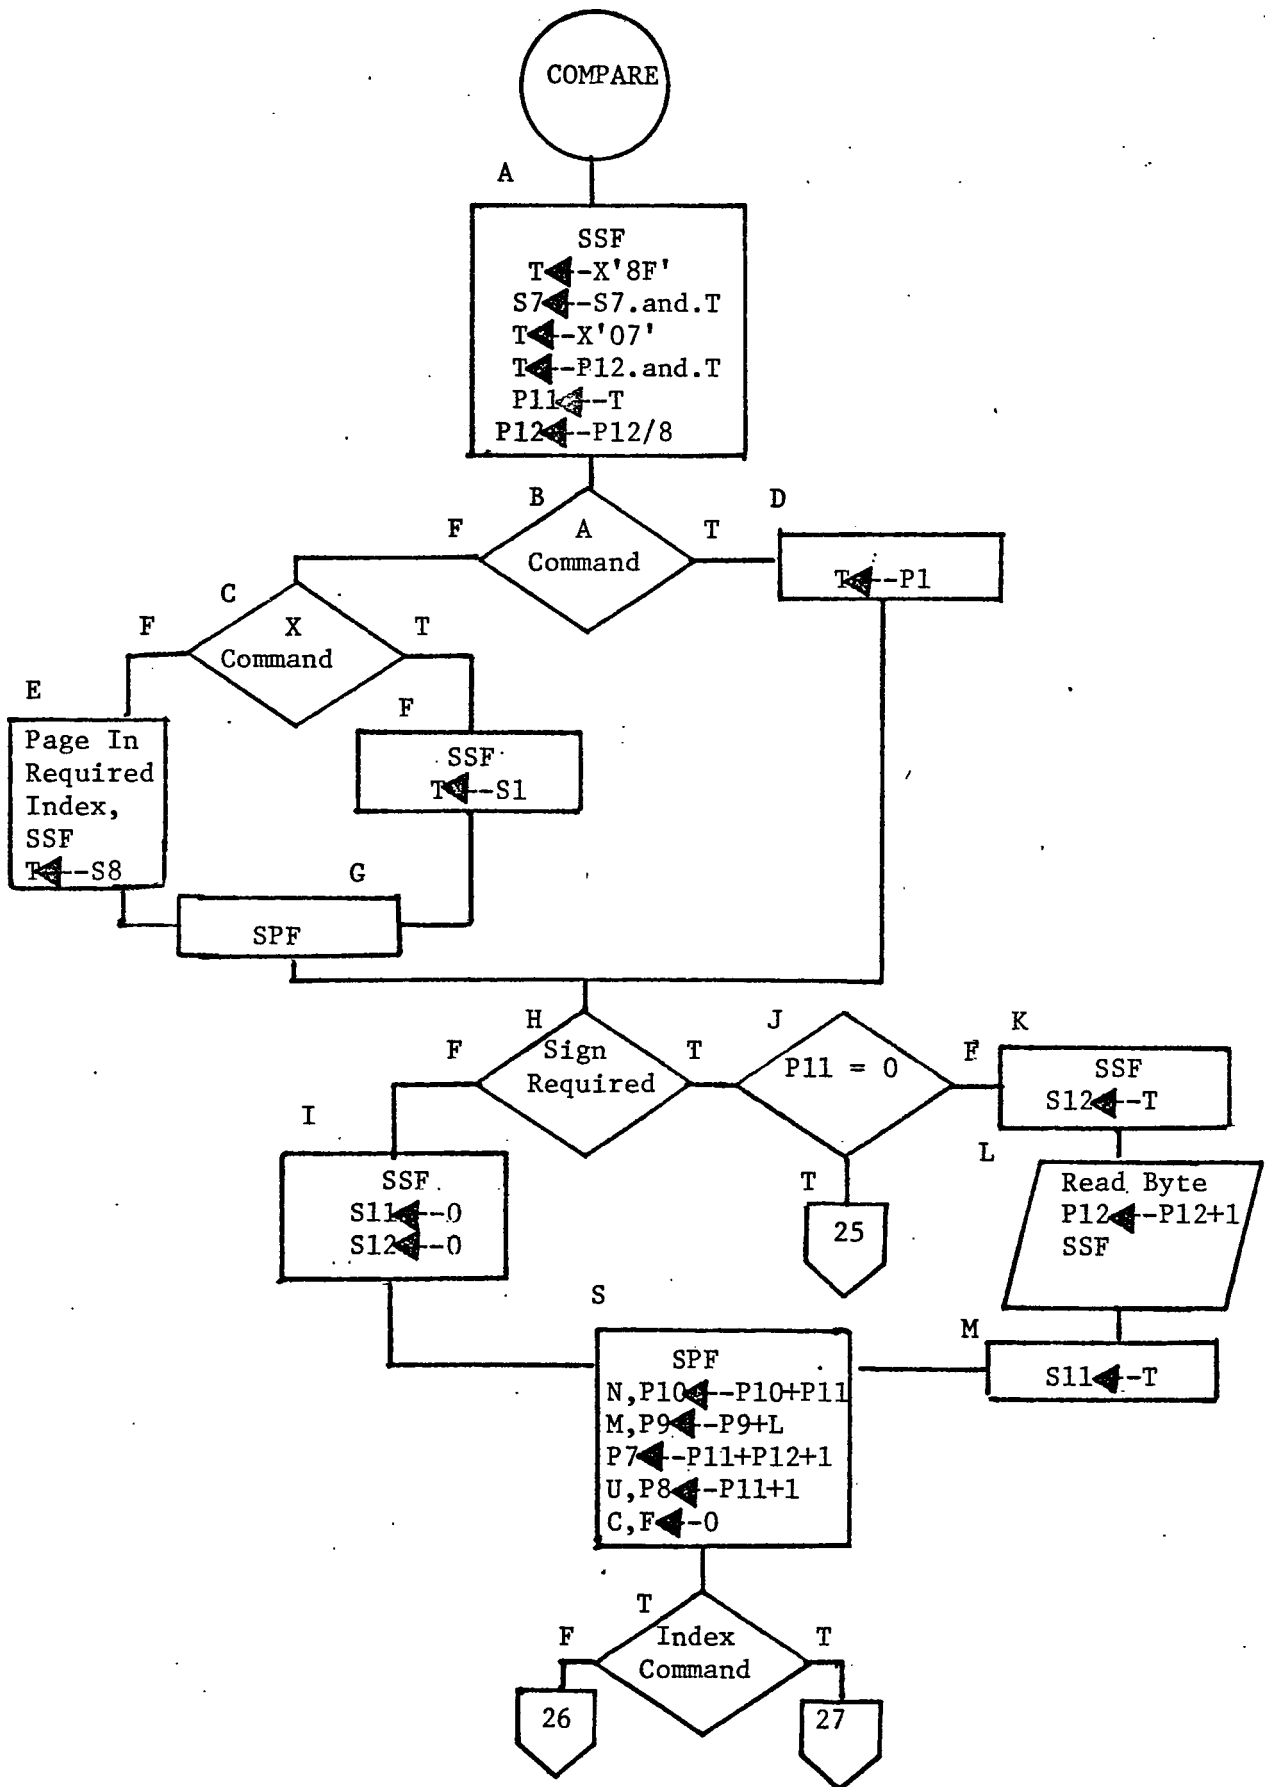 COMPARE
A
SSF
T◄--X'8F'
S7◄--S7.and.T
T◄--X'07'
T◄--P12.and.T
P11◄--T
P12◄--P12/8
B
D
F
A
T
Command
T◄--P1
C
F
X
T
Command
E
F
Page In
Required
Index,
SSF
T◄--S8
SSF
T◄--S1
G
SPF
H
J
K
F
Sign
T
Required
P11 = 0
F
SSF
S12◄--T
I
L
SSF
S11◄--0
S12◄--0
T
25
Read Byte
P12◄--P12+1
SSF
S
M
SPF
N,P10◄--P10+P11
M,P9◄--P9+L
P7◄--P11+P12+1
U,P8◄--P11+1
C,F◄--0
S11◄--T
T
F
Index
T
Command
26
27